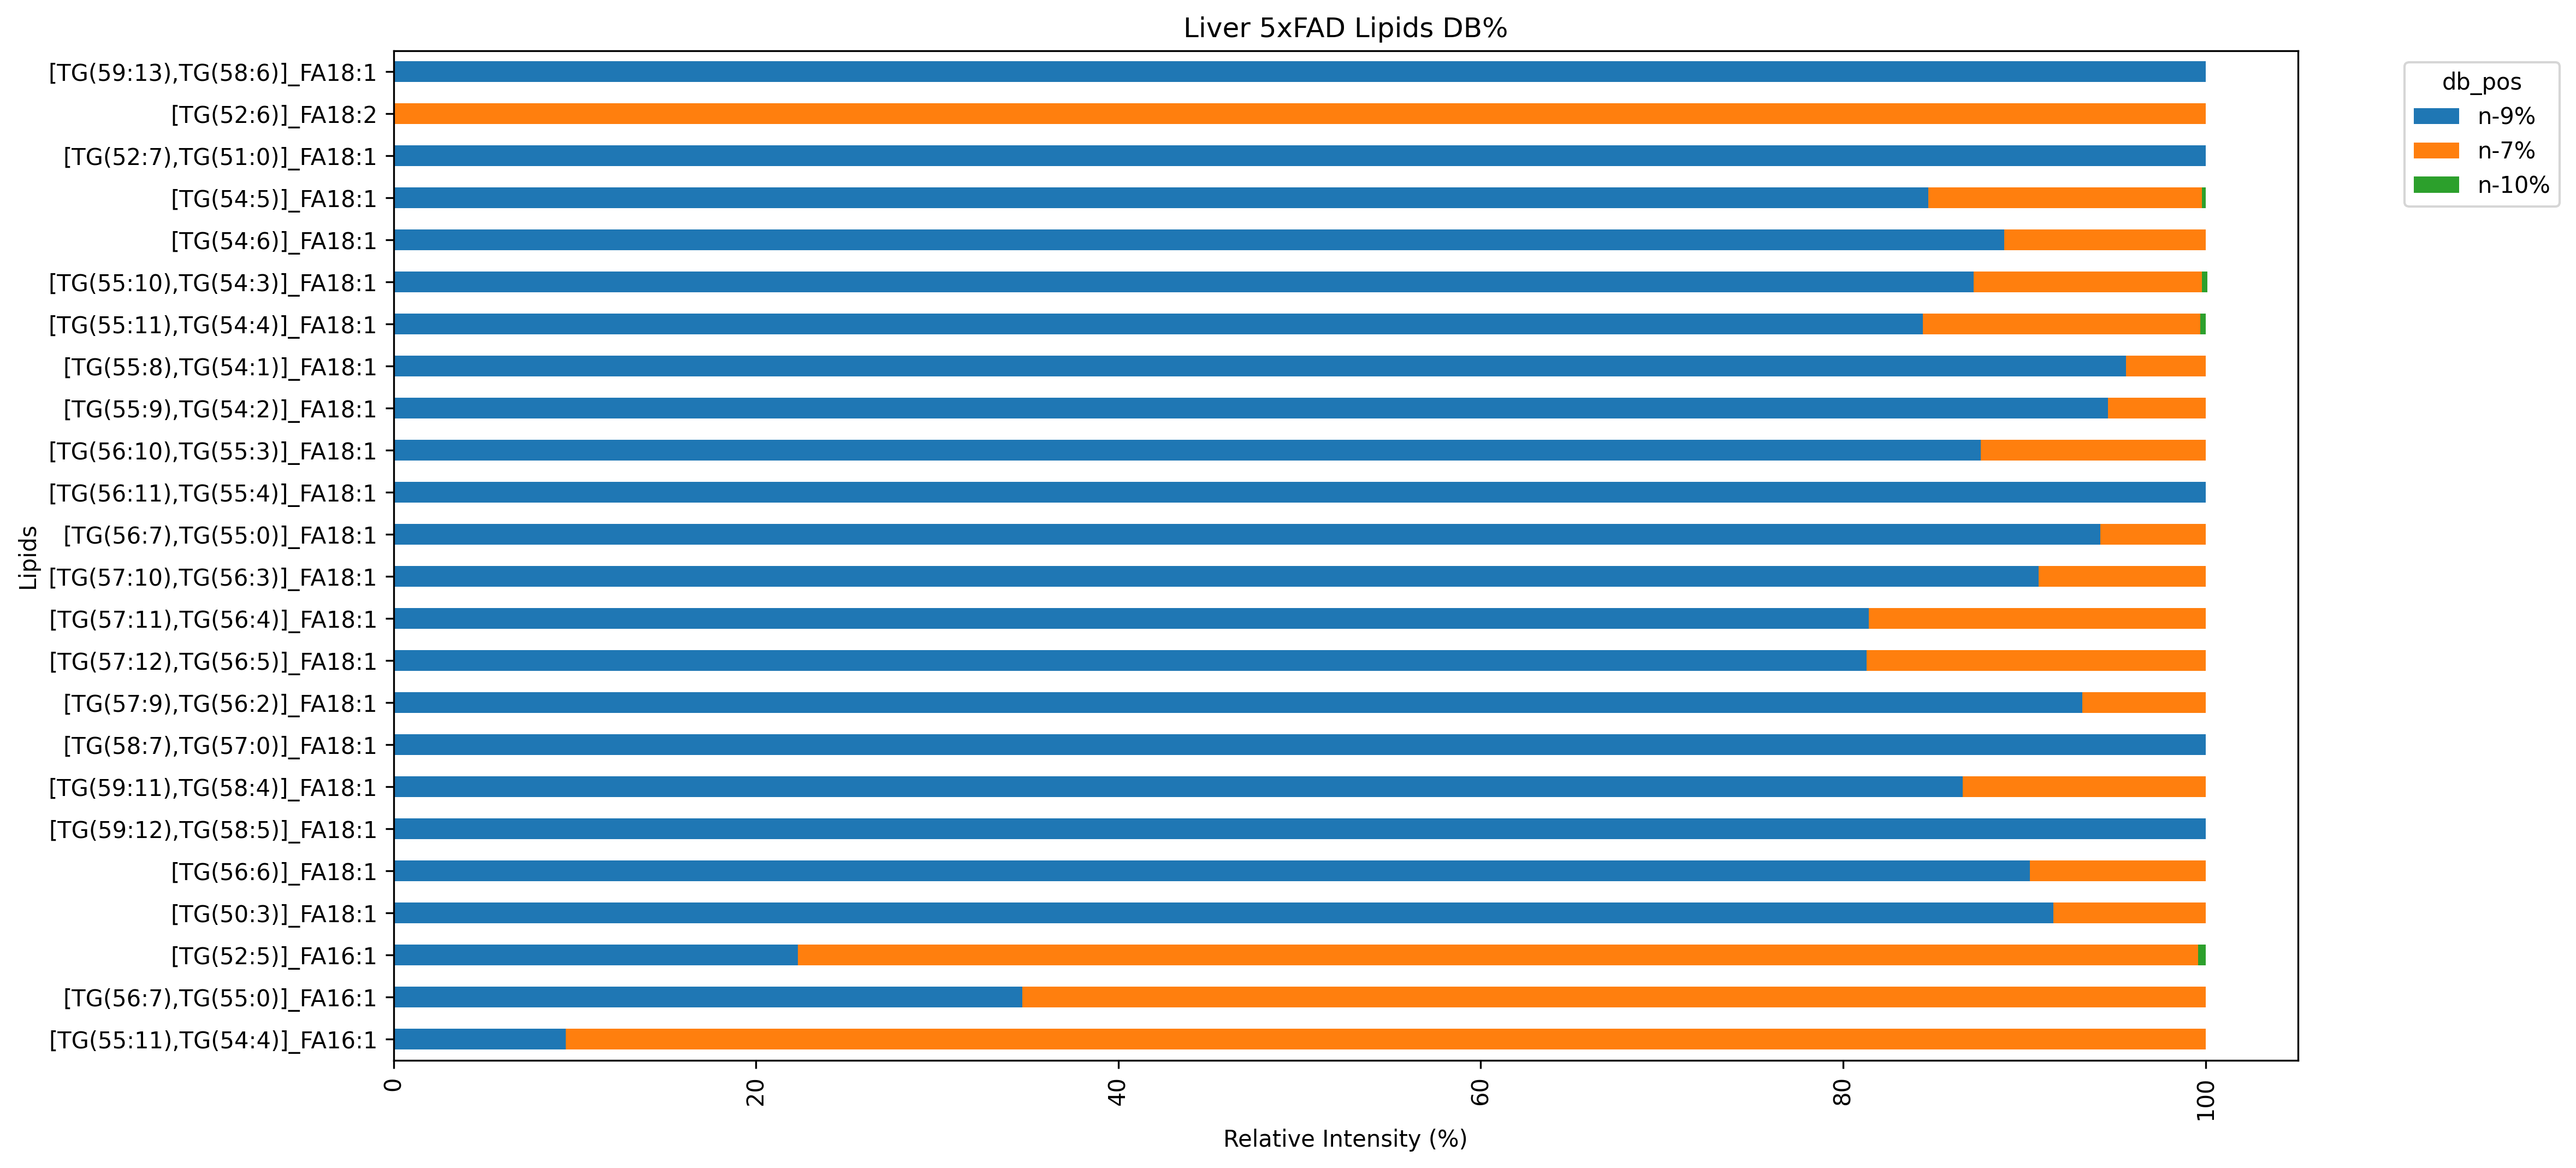 Liver 5xFAD Lipids DB%
[TG(59:13),TG(58:6)]_FA18:1
[TG(52:6)]_FA18:2
[TG(52:7),TG(51:0)]_FA18:1
[TG(54:5)]_FA18:1
[TG(54:6)]_FA18:1
[TG(55:10),TG(54:3)]_FA18:1
[TG(55:11),TG(54:4)]_FA18:1
[TG(55:8),TG(54:1)]_FA18:1
[TG(55:9),TG(54:2)]_FA18:1
[TG(56:10),TG(55:3)]_FA18:1
[TG(56:11),TG(55:4)]_FA18:1
[TG(56:7),TG(55:0)]_FA18:1
[TG(57:10),TG(56:3)]_FA18:1
[TG(57:11),TG(56:4)]_FA18:1
[TG(57:12),TG(56:5)]_FA18:1
[TG(57:9),TG(56:2)]_FA18:1
[TG(58:7),TG(57:0)]_FA18:1
[TG(59:11),TG(58:4)]_FA18:1
[TG(59:12),TG(58:5)]_FA18:1
[TG(56:6)]_FA18:1
[TG(50:3)]_FA18:1
[TG(52:5)]_FA16:1
[TG(56:7),TG(55:0)]_FA16:1
[TG(55:11),TG(54:4)]_FA16:1
Lipids
0
20
40
60
80
100
Relative Intensity (%)
db_pos
n-9%
n-7%
n-10%